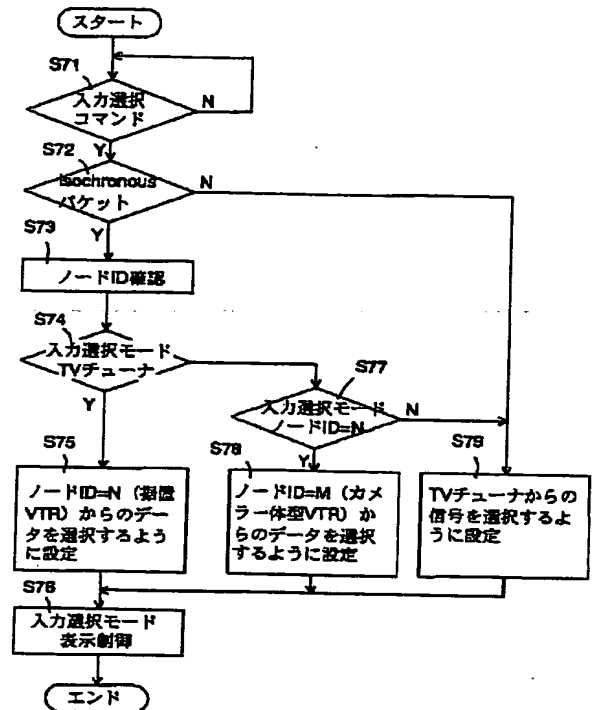 スタート
S71
入力選択
コマンド
N
Y
S72
Isochronous
パケット
N
Y
S73
ノードID確認
S74
入力選択モード
TVチューナ
Y
S77
入力選択モード
ノードID=N
N
Y
S75
ノードID=N(据置
VTR)からのデー
タを選択するよう
に設定
S78
ノードID=M(カメ
ラ一体型VTR)か
らのデータを選択
するように設定
S79
TVチューナからの
信号を選択するよ
うに設定
S76
入力選択モード
表示制御
エンド